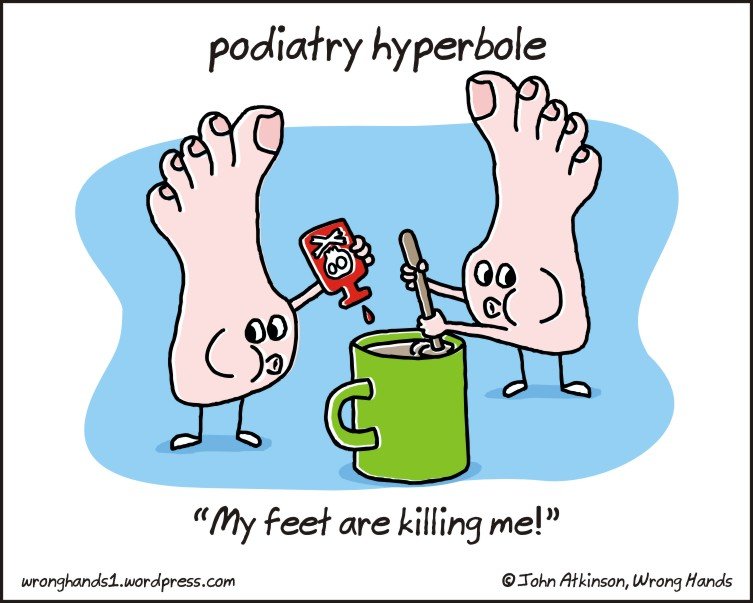 podiatry hyperbole
“My feet are killing me!”
wronghands1.wordpress.com
© John Atkinson, Wrong Hands